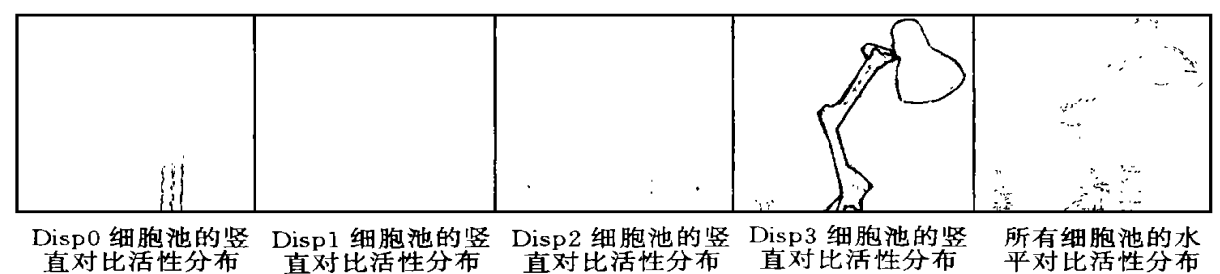 Disp0 细胞池的竖
直对比活性分布
Disp1 细胞池的竖
直对比活性分布
Disp2 细胞池的竖
直对比活性分布
Disp3 细胞池的竖
直对比活性分布
所有细胞池的水
平对比活性分布